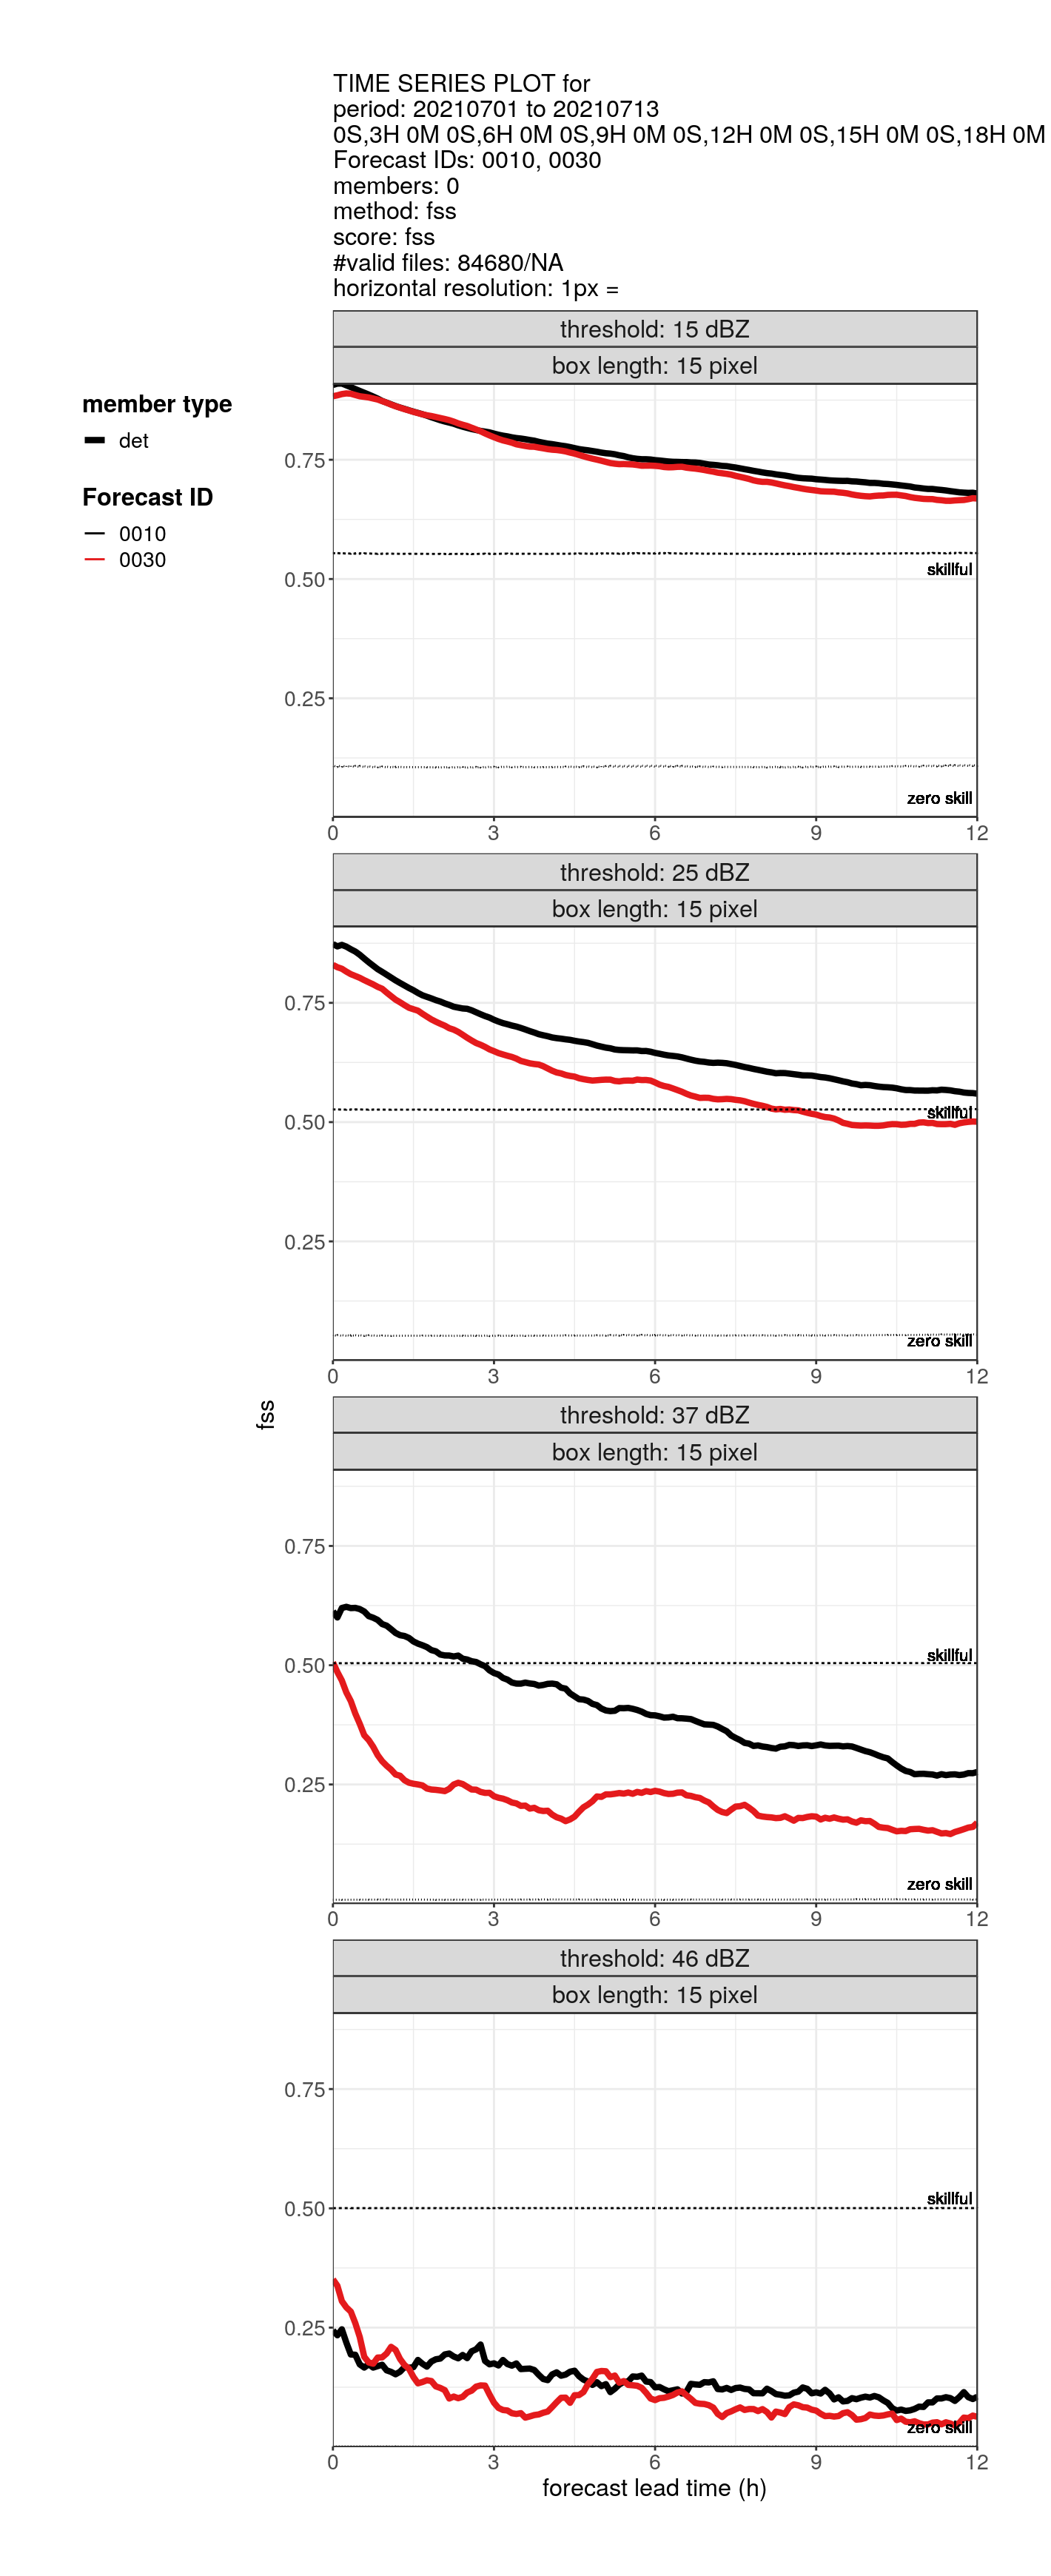 TIME SERIES PLOT for
period: 20210701 to 20210713
0S,3H 0M 0S,6H 0M 0S,9H 0M 0S,12H 0M 0S,15H 0M 0S,18H 0M
Forecast IDs: 0010, 0030
members: 0
method: fss
score: fss
#valid files: 84680/NA
horizontal resolution: 1px =
member type
det
Forecast ID
0010
0030
fss
threshold: 15 dBZ
box length: 15 pixel
0.75
0.50
0.25
skillful
zero skill
0 3 6 9 12
threshold: 25 dBZ
box length: 15 pixel
0.75
0.50
0.25
skillful
zero skill
0 3 6 9 12
threshold: 37 dBZ
box length: 15 pixel
0.75
0.50
0.25
skillful
zero skill
0 3 6 9 12
threshold: 46 dBZ
box length: 15 pixel
0.75
0.50
0.25
skillful
zero skill
0 3 6 9 12
forecast lead time (h)